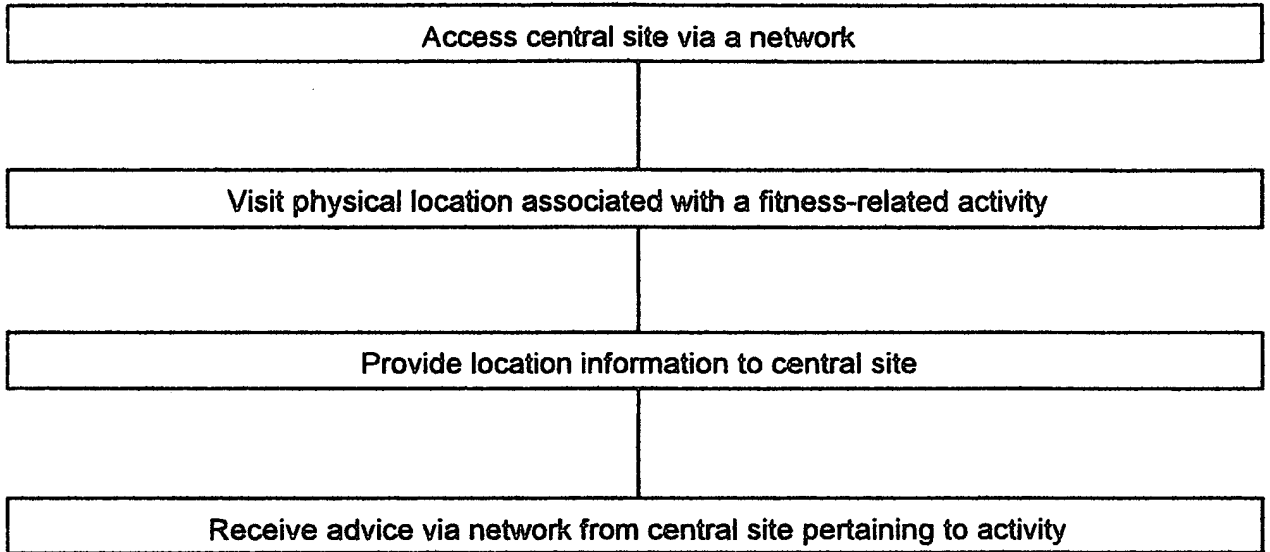 Access central site via a network
Visit physical location associated with a fitness-related activity
Provide location information to central site
Receive advice via network from central site pertaining to activity